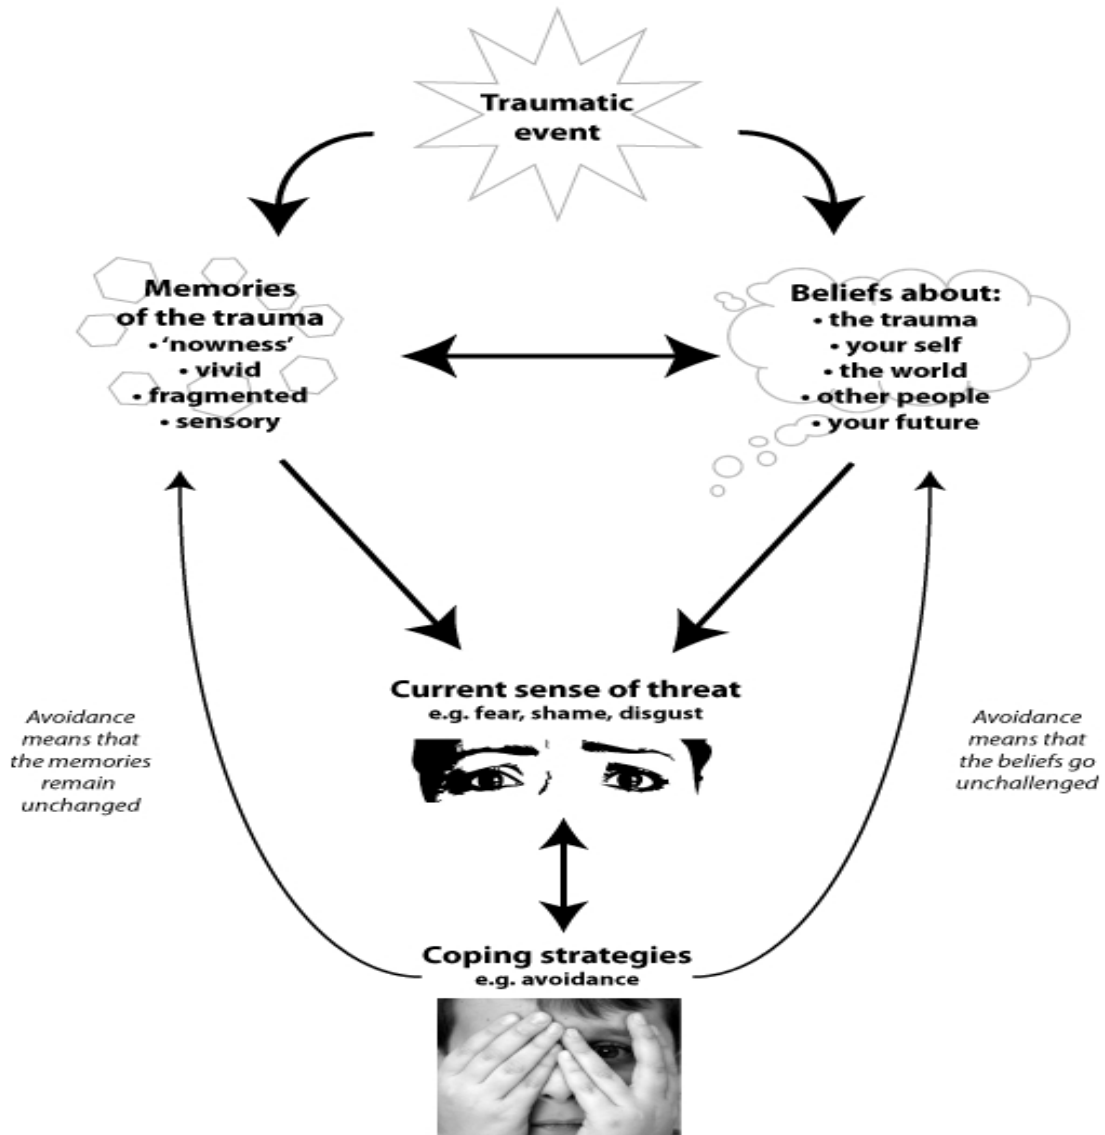 Traumatic
event
Memories
of the trauma
• 'nowness'
• vivid
• fragmented
• sensory
Beliefs about:
• the trauma
• your self
• the world
• other people
• your future
Current sense of threat
e.g. fear, shame, disgust
Avoidance
means that
the memories
remain
unchanged
Avoidance
means that
the beliefs go
unchallenged
Coping strategies
e.g. avoidance